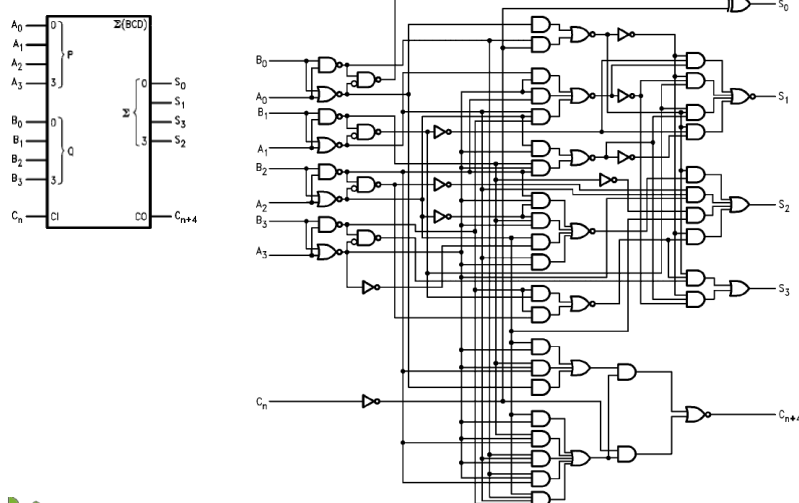 A0
A1
A2
A3
B0
B1
B2
B3
Cn
0
3
P
0
3
Q
CI
Σ(BCD)
Σ
0
3
CO
S0
S1
S3
S2
Cn+4
B0
A0
B1
A1
B2
A2
B3
A3
Cn
S0
S1
S2
S3
Cn+4